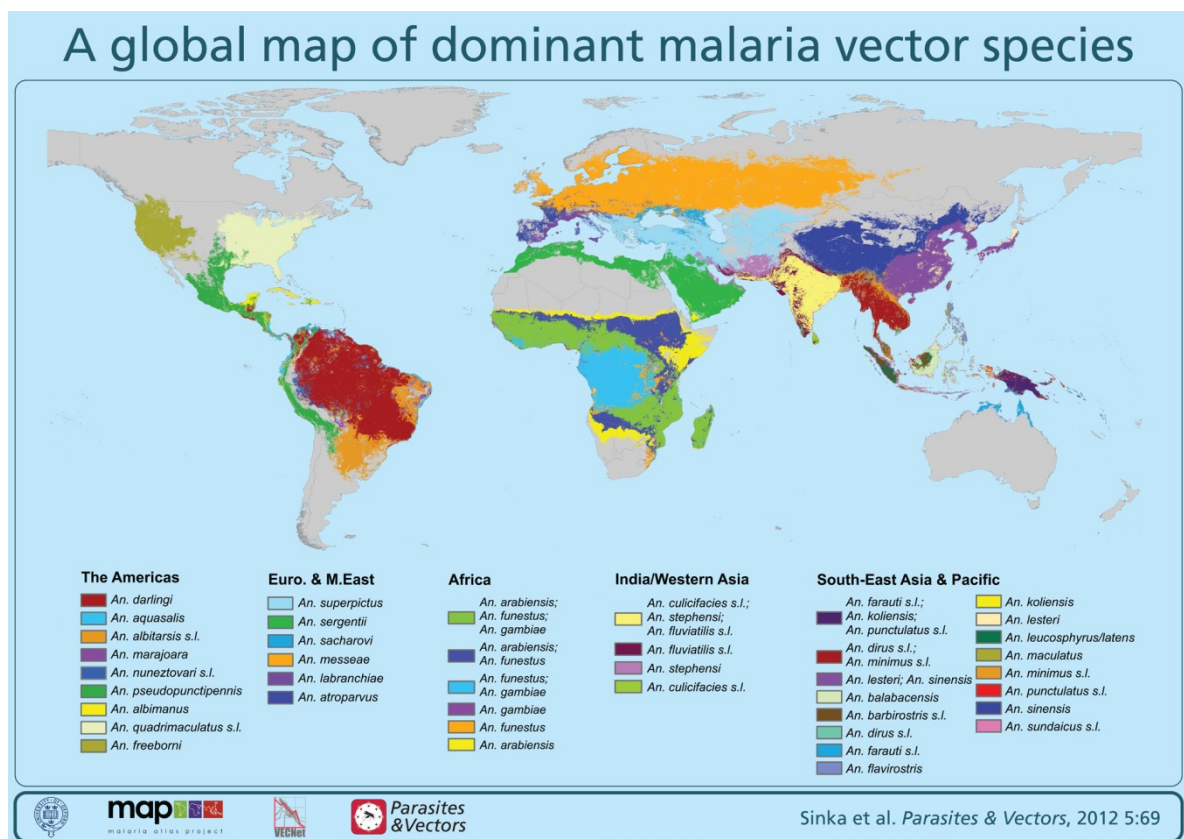 A global map of dominant malaria vector species
The Americas
An. darlingi
An. aquasalis
An. albitarsis s.l.
An. marajoara
An. nuneztovari s.l.
An. pseudopunctipennis
An. albimanus
An. quadrimaculatus s.l.
An. freeborni
Euro. & M.East
An. superpictus
An. sergentii
An. sacharovi
An. messeae
An. labranchiae
An. atroparvus
Africa
An. arabiensis;
An. funestus;
An. gambiae
An. arabiensis;
An. funestus
An. funestus;
An. gambiae
An. gambiae
An. funestus
An. arabiensis
India/Western Asia
An. culicifacies s.l.;
An. stephensi;
An. fluviatilis s.l.
An. fluviatilis s.l.
An. stephensi
An. culicifacies s.l.
South-East Asia & Pacific
An. farauti s.l.;
An. koliensis;
An. punctulatus s.l.
An. dirus s.l.;
An. minimus s.l.
An. lesteri; An. sinensis
An. balabacensis
An. barbirostris s.l.
An. dirus s.l.
An. farauti s.l.
An. flavirostris
An. koliensis
An. lesteri
An. leucosphyrus/latens
An. maculatus
An. minimus s.l.
An. punctulatus s.l.
An. sinensis
An. sundaicus s.l.
map
malaria atlas project
VECNet
Parasites
&Vectors
Sinka et al. Parasites & Vectors, 2012 5:69